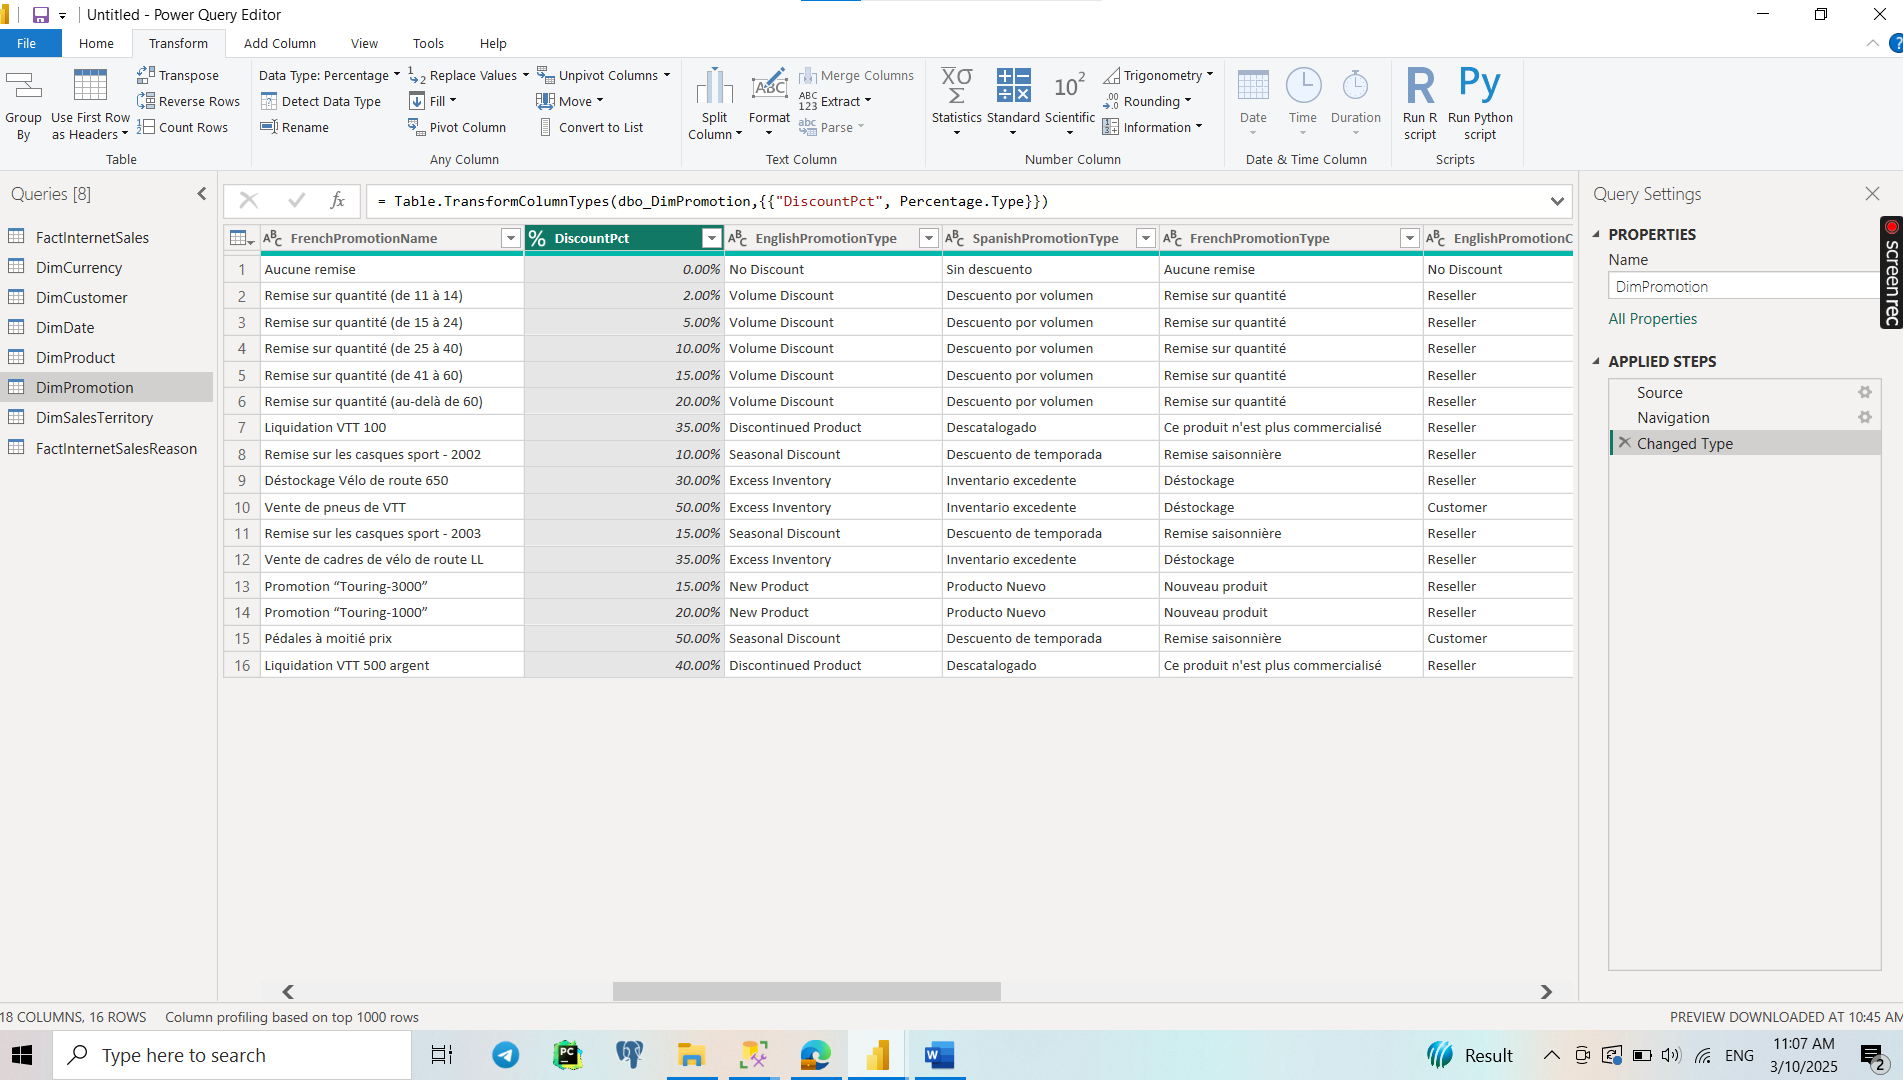 Untitled - Power Query Editor
File Home Transform Add Column View Tools Help
Group By
Use First Row as Headers
Transpose
Reverse Rows
Count Rows
Table
Data Type: Percentage
Detect Data Type
Rename
Replace Values
Fill
Pivot Column
Unpivot Columns
Move
Convert to List
Any Column
Split Column
Format
Merge Columns
Extract
Parse
Text Column
Statistics
Standard
Scientific
Trigonometry
Rounding
Information
Number Column
Date
Time
Duration
Date & Time Column
Run R script
Run Python script
Scripts
Queries [8]
FactInternetSales
DimCurrency
DimCustomer
DimDate
DimProduct
DimPromotion
DimSalesTerritory
FactInternetSalesReason
fx = Table.TransformColumnTypes(dbo_DimPromotion,{{"DiscountPct", Percentage.Type}})
FrenchPromotionName % DiscountPct EnglishPromotionType SpanishPromotionType FrenchPromotionType EnglishPromotionC
1 Aucune remise 0.00% No Discount Sin descuento Aucune remise No Discount
2 Remise sur quantité (de 11 à 14) 2.00% Volume Discount Descuento por volumen Remise sur quantité Reseller
3 Remise sur quantité (de 15 à 24) 5.00% Volume Discount Descuento por volumen Remise sur quantité Reseller
4 Remise sur quantité (de 25 à 40) 10.00% Volume Discount Descuento por volumen Remise sur quantité Reseller
5 Remise sur quantité (de 41 à 60) 15.00% Volume Discount Descuento por volumen Remise sur quantité Reseller
6 Remise sur quantité (au-delà de 60) 20.00% Volume Discount Descuento por volumen Remise sur quantité Reseller
7 Liquidation VTT 100 35.00% Discontinued Product Descatalogado Ce produit n'est plus commercialisé Reseller
8 Remise sur les casques sport - 2002 10.00% Seasonal Discount Descuento de temporada Remise saisonnière Reseller
9 Déstockage Vélo de route 650 30.00% Excess Inventory Inventario excedente Déstockage Reseller
10 Vente de pneus de VTT 50.00% Excess Inventory Inventario excedente Déstockage Customer
11 Remise sur les casques sport - 2003 15.00% Seasonal Discount Descuento de temporada Remise saisonnière Reseller
12 Vente de cadres de vélo de route LL 35.00% Excess Inventory Inventario excedente Déstockage Reseller
13 Promotion “Touring-3000” 15.00% New Product Producto Nuevo Nouveau produit Reseller
14 Promotion “Touring-1000” 20.00% New Product Producto Nuevo Nouveau produit Reseller
15 Pédales à moitié prix 50.00% Seasonal Discount Descuento de temporada Remise saisonnière Customer
16 Liquidation VTT 500 argent 40.00% Discontinued Product Descatalogado Ce produit n'est plus commercialisé Reseller
Query Settings
PROPERTIES
Name
DimPromotion
All Properties
APPLIED STEPS
Source
Navigation
Changed Type
screenrec
18 COLUMNS, 16 ROWS Column profiling based on top 1000 rows
PREVIEW DOWNLOADED AT 10:45 AM
Type here to search
Result
ENG
11:07 AM
3/10/2025
2